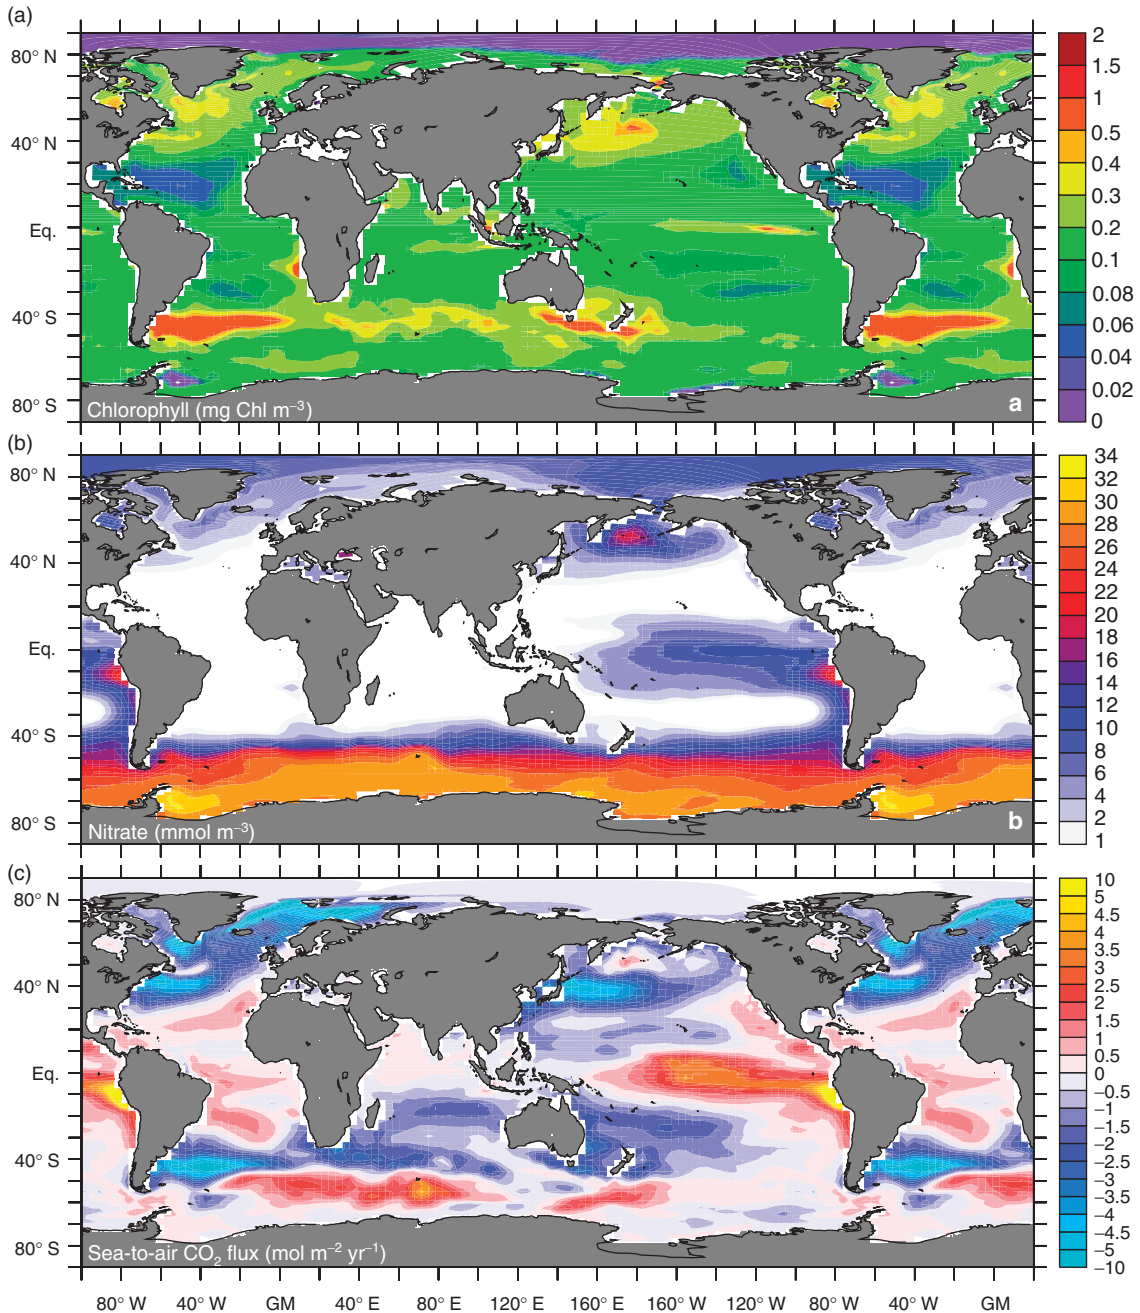 (a)
80° N
40° N
Eq.
40° S
80° S
Chlorophyll (mg Chl m⁻³)
a
2
1.5
1
0.5
0.4
0.3
0.2
0.1
0.08
0.06
0.04
0.02
0
(b)
80° N
40° N
Eq.
40° S
80° S
Nitrate (mmol m⁻³)
b
34
32
30
28
26
24
22
20
18
16
14
12
10
8
6
4
2
1
(c)
80° N
40° N
Eq.
40° S
80° S
Sea-to-air CO₂ flux (mol m⁻² yr⁻¹)
10
5
4.5
4
3.5
3
2.5
2
1.5
1
0.5
0
−0.5
−1
−1.5
−2
−2.5
−3
−3.5
−4
−4.5
−5
−10
80° W 40° W GM 40° E 80° E 120° E 160° E 160° W 120° W 80° W 40° W GM